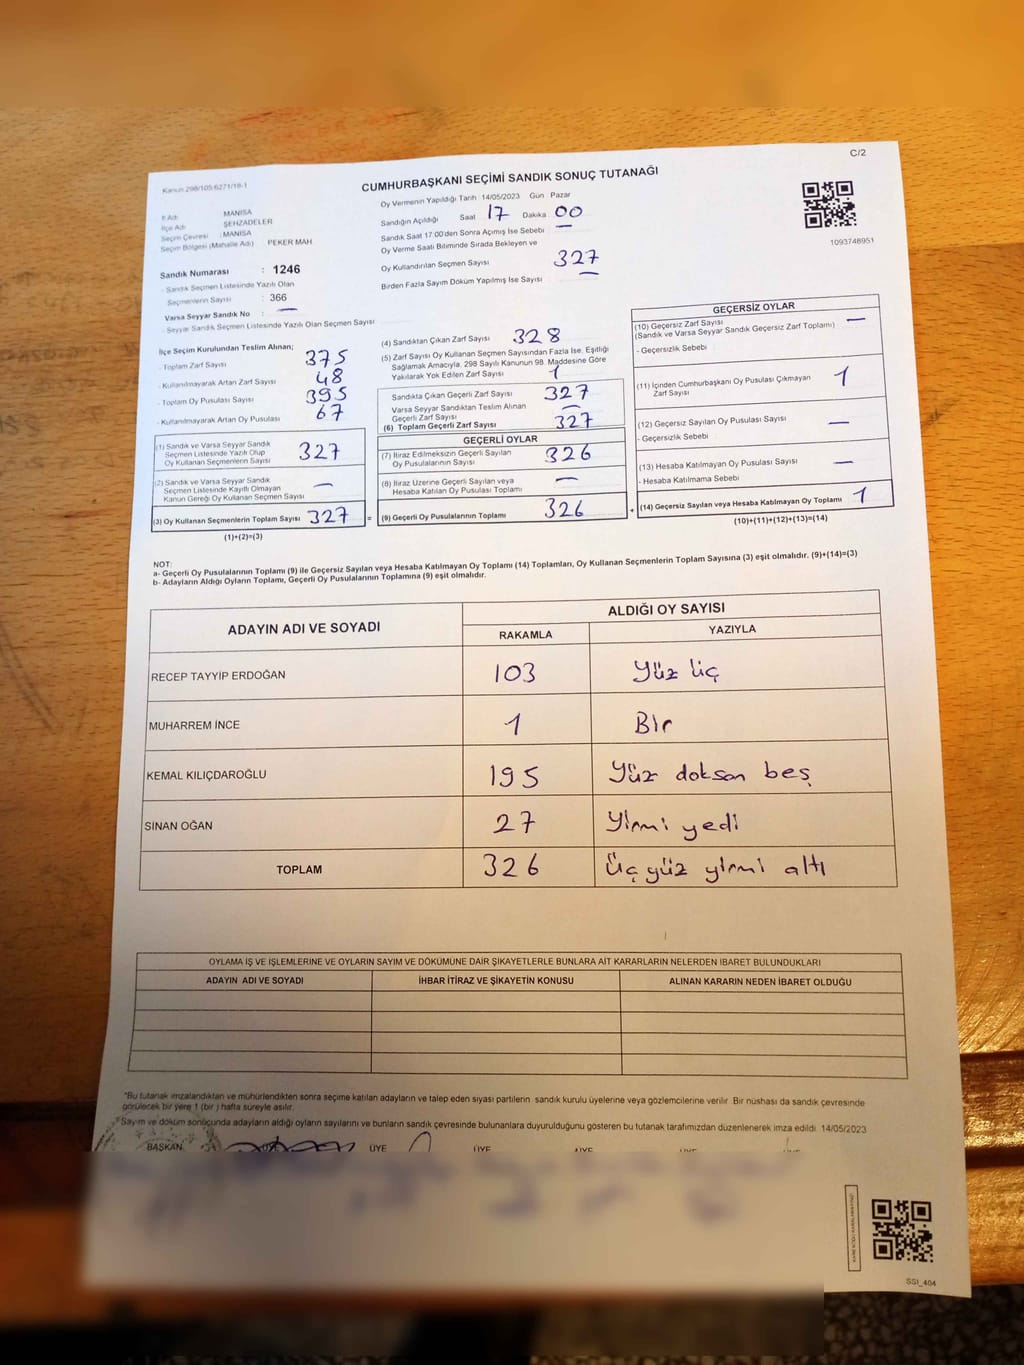 C/2
Kanun:298/105.6271/18-1
CUMHURBAŞKANI SEÇİMİ SANDIK SONUÇ TUTANAĞI
İl Adı MANİSA
İlçe Adı ŞEHZADELER
Seçim Çevresi : MANİSA
Seçim Bölgesi (Mahalle Adı) PEKER MAH
Sandık Numarası : 1246
- Sandık Seçmen Listesinde Yazılı Olan
Seçmenlerin Sayısı : 366
Varsa Seyyar Sandık No : —
- Seyyar Sandık Seçmen Listesinde Yazılı Olan Seçmen Sayısı
Oy Vermenin Yapıldığı Tarih 14/05/2023 Gün Pazar
Sandığın Açıldığı Saat 17 Dakika 00
Sandık Saat 17:00'den Sonra Açımış İse Sebebi —
Oy Verme Saati Bitiminde Sırada Bekleyen ve
Oy Kullandırılan Seçmen Sayısı 327
Birden Fazla Sayım Döküm Yapılmış İse Sayısı —
1093748951
İlçe Seçim Kurulundan Teslim Alınan;
- Toplam Zarf Sayısı 375
- Kullanılmayarak Artan Zarf Sayısı 48
- Toplam Oy Pusulası Sayısı 395
- Kullanılmayarak Artan Oy Pusulası 67
(1) Sandık ve Varsa Seyyar Sandık
Seçmen Listesinde Yazılı Olup
Oy Kullanan Seçmenlerin Sayısı 327
(2) Sandık ve Varsa Seyyar Sandık
Seçmen Listesinde Kayıtlı Olmayan
Kanun Gereği Oy Kullanan Seçmen Sayısı —
(3) Oy Kullanan Seçmenlerin Toplam Sayısı 327 =
(1)+(2)=(3)
(4) Sandıktan Çıkan Zarf Sayısı 328
(5) Zarf Sayısı Oy Kullanan Seçmen Sayısından Fazla İse, Eşitliği
Sağlamak Amacıyla, 298 Sayılı Kanunun 98. Maddesine Göre
Yakılarak Yok Edilen Zarf Sayısı 1
Sandıkta Çıkan Geçerli Zarf Sayısı 327
Varsa Seyyar Sandıktan Teslim Alınan
Geçerli Zarf Sayısı —
(6) Toplam Geçerli Zarf Sayısı 327
GEÇERLİ OYLAR
(7) İtiraz Edilmeksizin Geçerli Sayılan
Oy Pusulalarının Sayısı 326
(8) İtiraz Üzerine Geçerli Sayılan veya
Hesaba Katılan Oy Pusulası Toplamı —
(9) Geçerli Oy Pusulalarının Toplamı 326 +
GEÇERSİZ OYLAR
(10) Geçersiz Zarf Sayısı —
(Sandık ve Varsa Seyyar Sandık Geçersiz Zarf Toplamı)
- Geçersizlik Sebebi
(11) İçinden Cumhurbaşkanı Oy Pusulası Çıkmayan
Zarf Sayısı 1
(12) Geçersiz Sayılan Oy Pusulası Sayısı —
- Geçersizlik Sebebi
(13) Hesaba Katılmayan Oy Pusulası Sayısı —
- Hesaba Katılmama Sebebi
(14) Geçersiz Sayılan veya Hesaba Katılmayan Oy Toplamı 1
(10)+(11)+(12)+(13)=(14)
NOT:
a- Geçerli Oy Pusulalarının Toplamı (9) ile Geçersiz Sayılan veya Hesaba Katılmayan Oy Toplamı (14) Toplamları, Oy Kullanan Seçmenlerin Toplam Sayısına (3) eşit olmalıdır. (9)+(14)=(3)
b- Adayların Aldığı Oyların Toplamı, Geçerli Oy Pusulalarının Toplamına (9) eşit olmalıdır.
ADAYIN ADI VE SOYADI ALDIĞI OY SAYISI
RAKAMLA YAZIYLA
RECEP TAYYİP ERDOĞAN 103 Yüz Üç
MUHARREM İNCE 1 Bir
KEMAL KILIÇDAROĞLU 195 Yüz doksan beş
SİNAN OĞAN 27 Yirmi yedi
TOPLAM 326 Üç yüz yirmi altı
OYLAMA İŞ VE İŞLEMLERİNE VE OYLARIN SAYIM VE DÖKÜMÜNE DAİR ŞİKAYETLERLE BUNLARA AİT KARARLARIN NELERDEN İBARET BULUNDUKLARI
ADAYIN ADI VE SOYADI İHBAR İTİRAZ VE ŞİKAYETİN KONUSU ALINAN KARARIN NEDEN İBARET OLDUĞU
"Bu tutanak imzalandıktan ve mühürlendikten sonra seçime katılan adayların ve talep eden siyasi partilerin sandık kurulu üyelerine veya gözlemcilerine verilir. Bir nüshası da sandık çevresinde
görülecek bir yere 1 (bir) hafta süreyle asılır.
Sayım ve döküm sonucunda adayların aldığı oyların sayılarını ve bunların sandık çevresinde bulunanlara duyurulduğunu gösteren bu tutanak tarafımızdan düzenlenerek imza edildi. 14/05/2023
BAŞKAN ÜYE ÜYE ÜYE ÜYE ÜYE
SSI_404